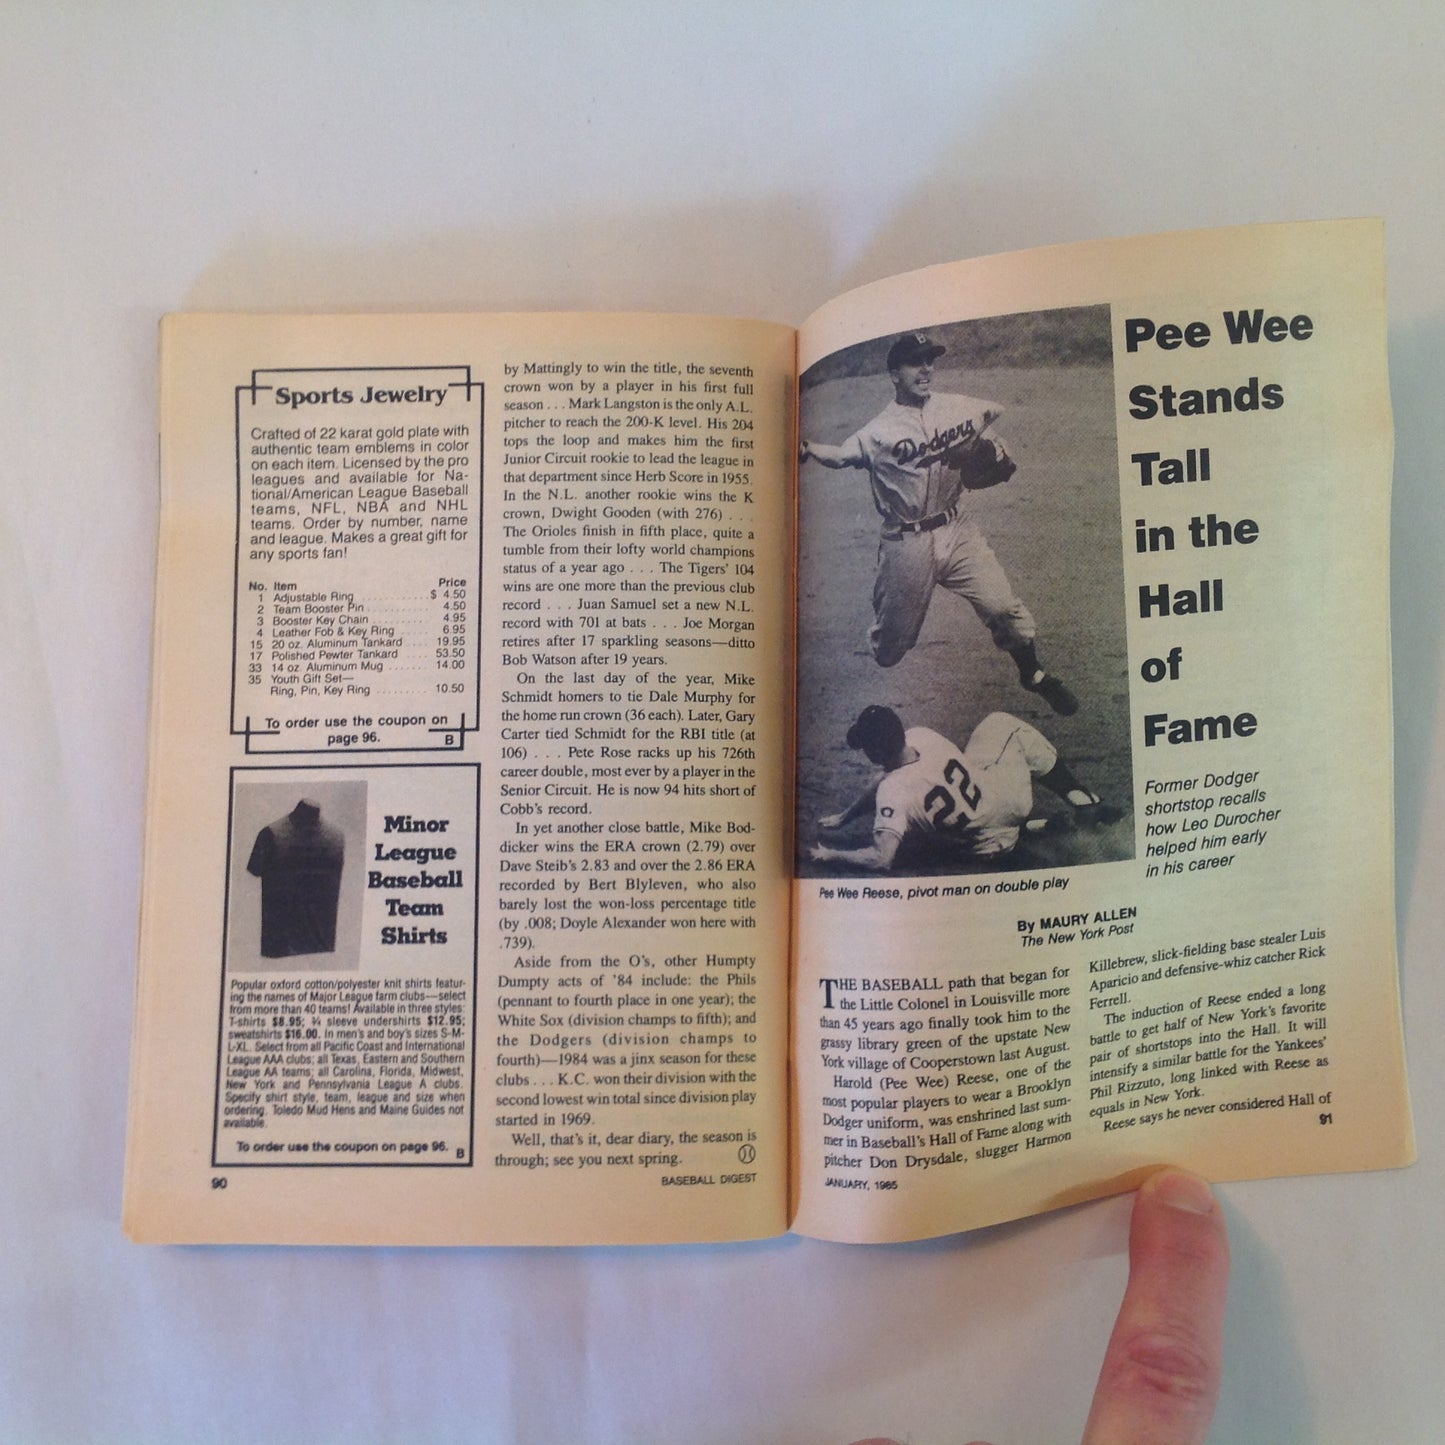 Sports Jewelry
Crafted of 22 karat gold plate with
authentic team emblems in color
on each item. Licensed by the pro
leagues and available for Na-
tional/American League Baseball
teams, NFL, NBA and NHL
teams. Order by number, name
and league. Makes a great gift for
any sports fan!
No. Item Price
1 Adjustable Ring . . . . . . . . . . . $ 4.50
2 Team Booster Pin . . . . . . . . . . 4.50
3 Booster Key Chain . . . . . . . . . 4.95
4 Leather Fob & Key Ring . . . . . 6.95
15 20 oz. Aluminum Tankard . . . . 19.95
17 Polished Pewter Tankard . . . . 53.50
33 14 oz. Aluminum Mug . . . . . . . 14.00
35 Youth Gift Set—
Ring, Pin, Key Ring . . . . . . . . . 10.50
To order use the coupon on
page 96. B
Minor
League
Baseball
Team
Shirts
Popular oxford cotton/polyester knit shirts featur-
ing the names of Major League farm clubs—select
from more than 40 teams! Available in three styles:
T-shirts $8.95; ¾ sleeve undershirts $12.95;
sweatshirts $16.00. In men's and boy's sizes S-M-
L-XL. Select from all Pacific Coast and International
League AAA clubs; all Texas, Eastern and Southern
League AA teams; all Carolina, Florida, Midwest,
New York and Pennsylvania League A clubs.
Specify shirt style, team, league and size when
ordering. Toledo Mud Hens and Maine Guides not
available.
To order use the coupon on page 96. B
90
by Mattingly to win the title, the seventh
crown won by a player in his first full
season . . . Mark Langston is the only A.L.
pitcher to reach the 200-K level. His 204
tops the loop and makes him the first
Junior Circuit rookie to lead the league in
that department since Herb Score in 1955.
In the N.L. another rookie wins the K
crown, Dwight Gooden (with 276) . . .
The Orioles finish in fifth place, quite a
tumble from their lofty world champions
status of a year ago . . . The Tigers' 104
wins are one more than the previous club
record . . . Juan Samuel set a new N.L.
record with 701 at bats . . . Joe Morgan
retires after 17 sparkling seasons—ditto
Bob Watson after 19 years.
On the last day of the year, Mike
Schmidt homers to tie Dale Murphy for
the home run crown (36 each). Later, Gary
Carter tied Schmidt for the RBI title (at
106) . . . Pete Rose racks up his 726th
career double, most ever by a player in the
Senior Circuit. He is now 94 hits short of
Cobb's record.
In yet another close battle, Mike Bod-
dicker wins the ERA crown (2.79) over
Dave Steib's 2.83 and over the 2.86 ERA
recorded by Bert Blyleven, who also
barely lost the won-loss percentage title
(by .008; Doyle Alexander won here with
.739).
Aside from the O's, other Humpty
Dumpty acts of '84 include: the Phils
(pennant to fourth place in one year); the
White Sox (division champs to fifth); and
the Dodgers (division champs to
fourth)—1984 was a jinx season for these
clubs . . . K.C. won their division with the
second lowest win total since division play
started in 1969.
Well, that's it, dear diary, the season is
through; see you next spring.
BASEBALL DIGEST
B
Dodgers
22
Pee Wee
Stands
Tall
in the
Hall
of
Fame
Former Dodger
shortstop recalls
how Leo Durocher
helped him early
in his career
Pee Wee Reese, pivot man on double play
By MAURY ALLEN
The New York Post
THE BASEBALL path that began for
the Little Colonel in Louisville more
than 45 years ago finally took him to the
grassy library green of the upstate New
York village of Cooperstown last August.
Harold (Pee Wee) Reese, one of the
most popular players to wear a Brooklyn
Dodger uniform, was enshrined last sum-
mer in Baseball's Hall of Fame along with
pitcher Don Drysdale, slugger Harmon
Killebrew, slick-fielding base stealer Luis
Aparicio and defensive-whiz catcher Rick
Ferrell.
The induction of Reese ended a long
battle to get half of New York's favorite
pair of shortstops into the Hall. It will
intensify a similar battle for the Yankees'
Phil Rizzuto, long linked with Reese as
equals in New York.
Reese says he never considered Hall of
JANUARY, 1985
91